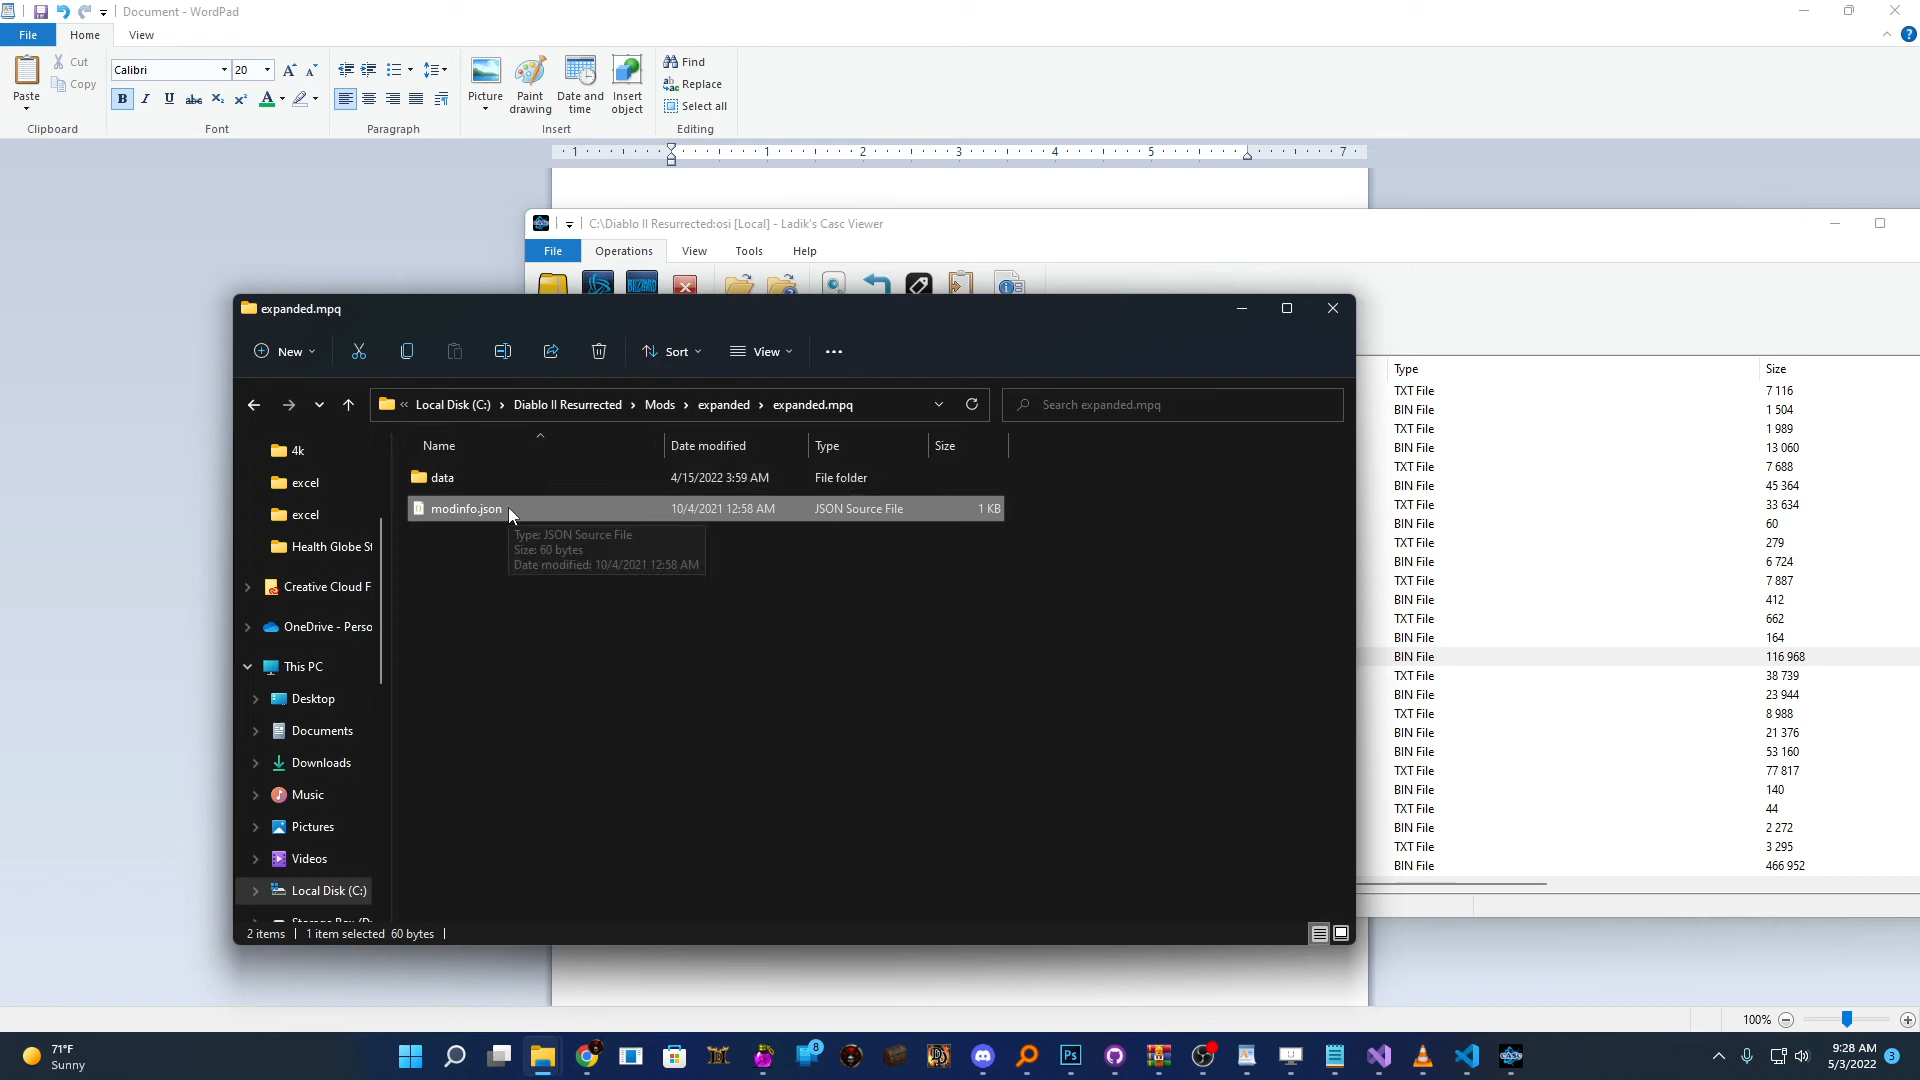 Document - WordPad
File
Home
View
Paste
Cut
Copy
Calibri
20
Picture
Paint drawing
Date and time
Insert object
Find
Replace
Select all
Clipboard
Font
Paragraph
Insert
Editing
1 1 2 3 4 5 7
C:\Diablo II Resurrected:osi [Local] - Ladik's Casc Viewer
File
Operations
View
Tools
Help
expanded.mpq
New
Sort
View
Local Disk (C:) › Diablo II Resurrected › Mods › expanded › expanded.mpq
Search expanded.mpq
4k
excel
excel
Health Globe St
Creative Cloud F
OneDrive - Perso
This PC
Desktop
Documents
Downloads
Music
Pictures
Videos
Local Disk (C:)
Name Date modified Type Size
data 4/15/2022 3:59 AM File folder
modinfo.json 10/4/2021 12:58 AM JSON Source File 1 KB
Type: JSON Source File
Size: 60 bytes
Date modified: 10/4/2021 12:58 AM
2 items 1 item selected 60 bytes
Type Size
TXT File 7 116
BIN File 1 504
TXT File 1 989
BIN File 13 060
TXT File 7 688
BIN File 45 364
TXT File 33 634
BIN File 60
TXT File 279
BIN File 6 724
TXT File 7 887
BIN File 412
TXT File 662
BIN File 164
BIN File 116 968
TXT File 38 739
BIN File 23 944
TXT File 8 988
BIN File 21 376
BIN File 53 160
TXT File 77 817
BIN File 140
TXT File 44
BIN File 2 272
TXT File 3 295
BIN File 466 952
100%
71°F
Sunny
8
Ps
9:28 AM
5/3/2022
3